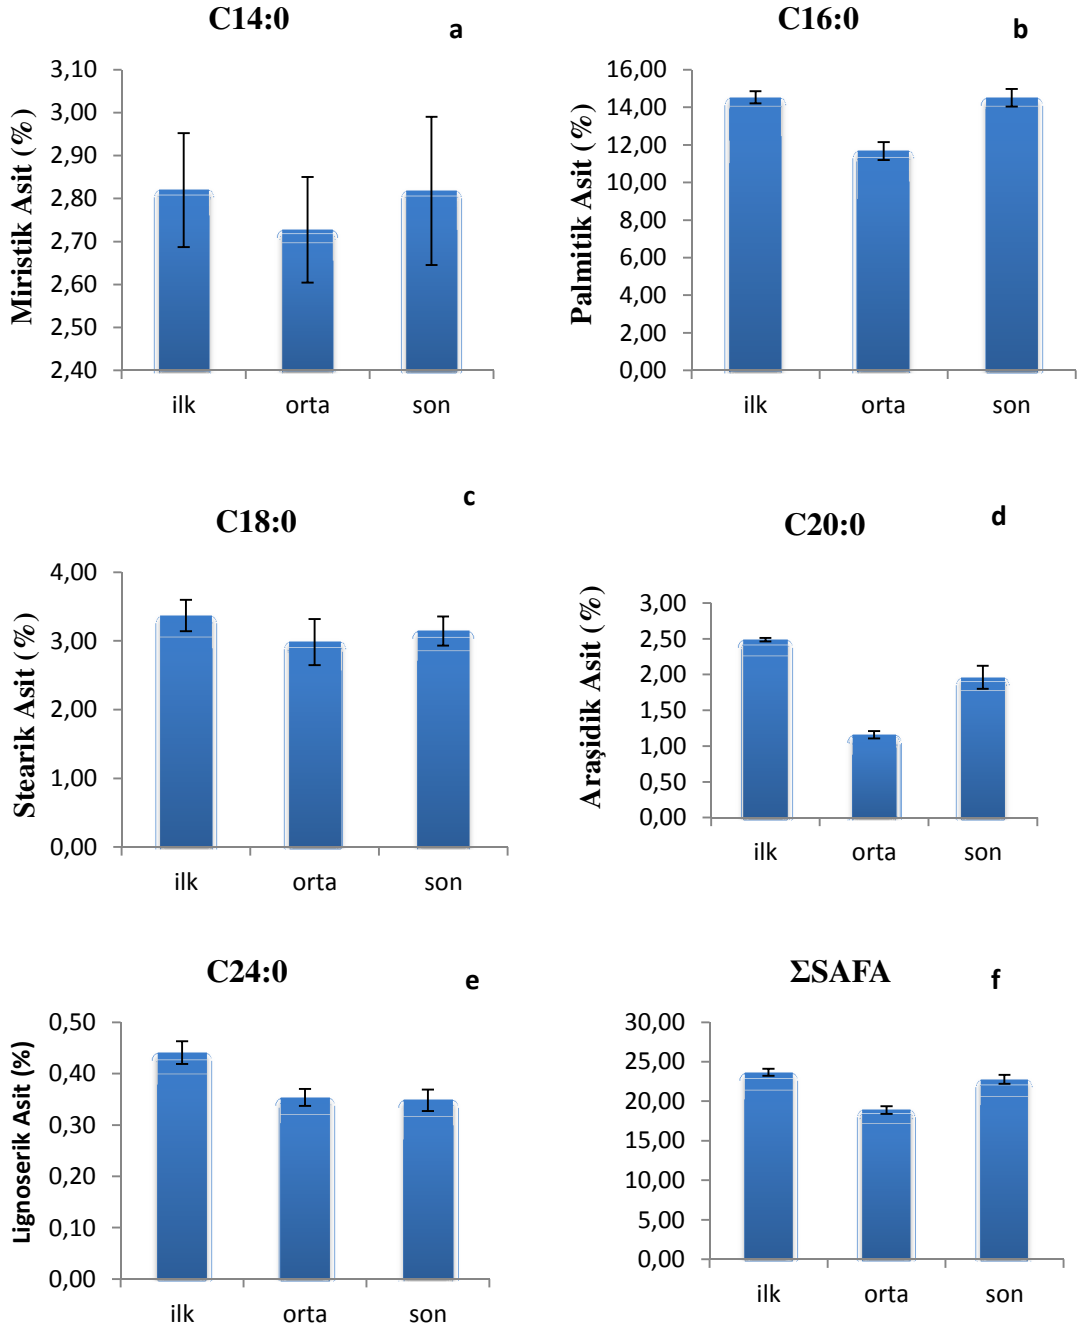 C14:0
a
Miristik Asit (%)
3,10
3,00
2,90
2,80
2,70
2,60
2,50
2,40
ilk orta son
C16:0
b
Palmitik Asit (%)
16,00
14,00
12,00
10,00
8,00
6,00
4,00
2,00
0,00
ilk orta son
C18:0
c
Stearik Asit (%)
4,00
3,00
2,00
1,00
0,00
ilk orta son
C20:0
d
Araşidik Asit (%)
3,00
2,50
2,00
1,50
1,00
0,50
0,00
ilk orta son
C24:0
e
Lignoserik Asit (%)
0,50
0,40
0,30
0,20
0,10
0,00
ilk orta son
ΣSAFA
f
30,00
25,00
20,00
15,00
10,00
5,00
0,00
ilk orta son